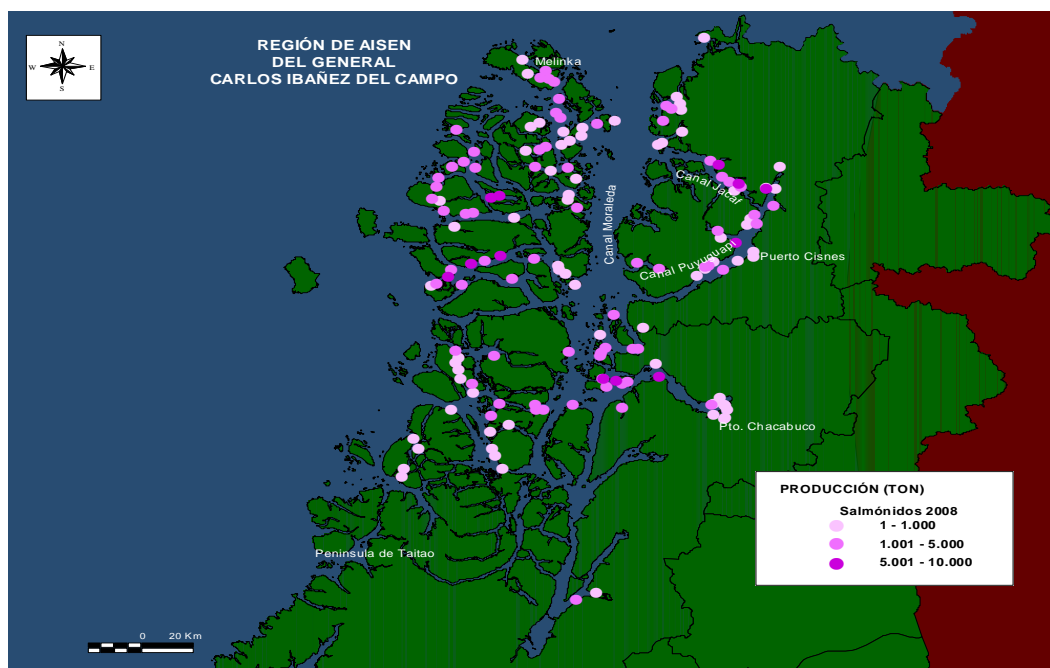 N
W E
S
REGIÓN DE AISEN
DEL GENERAL
CARLOS IBAÑEZ DEL CAMPO
Melinka
Canal Jacaf
Canal Moraleda
Canal Puyuguapi
Puerto Cisnes
Pto. Chacabuco
Peninsula de Taitao
PRODUCCIÓN (TON)
Salmónidos 2008
1 - 1.000
1.001 - 5.000
5.001 - 10.000
0 20 Km